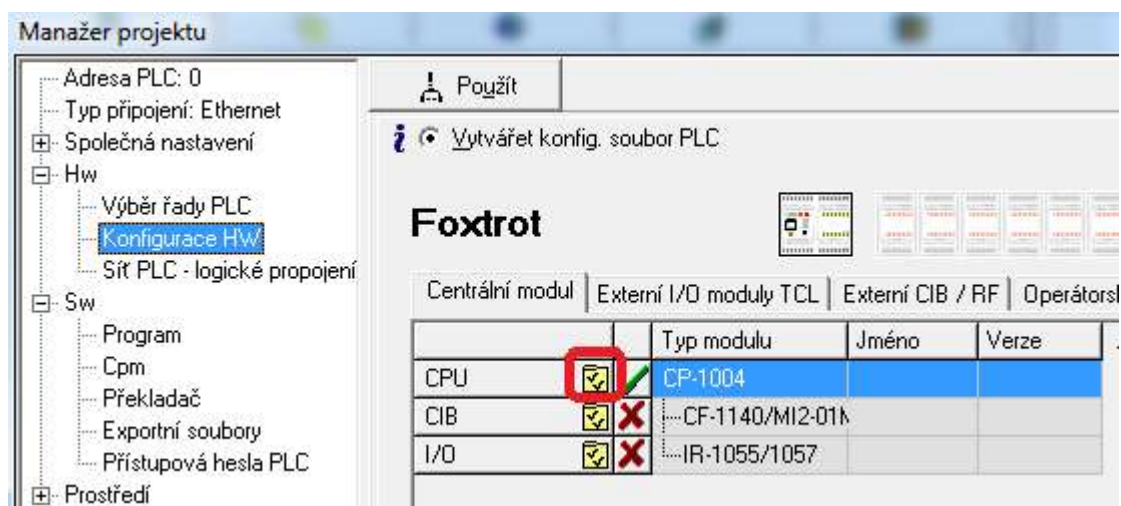 Manažer projektu
Adresa PLC: 0
Typ připojení: Ethernet
Společná nastavení
Hw
Výběr řady PLC
Konfigurace HW
Síť PLC - logické propojení
Sw
Program
Cpm
Překladač
Exportní soubory
Přístupová hesla PLC
Prostředí
Použít
Vytvářet konfig. soubor PLC
Foxtrot
Centrální modul Externí I/O moduly TCL Externí CIB / RF Operátorsk
Typ modulu Jméno Verze
CPU CP-1004
CIB CF-1140/MI2-01M
I/O IR-1055/1057